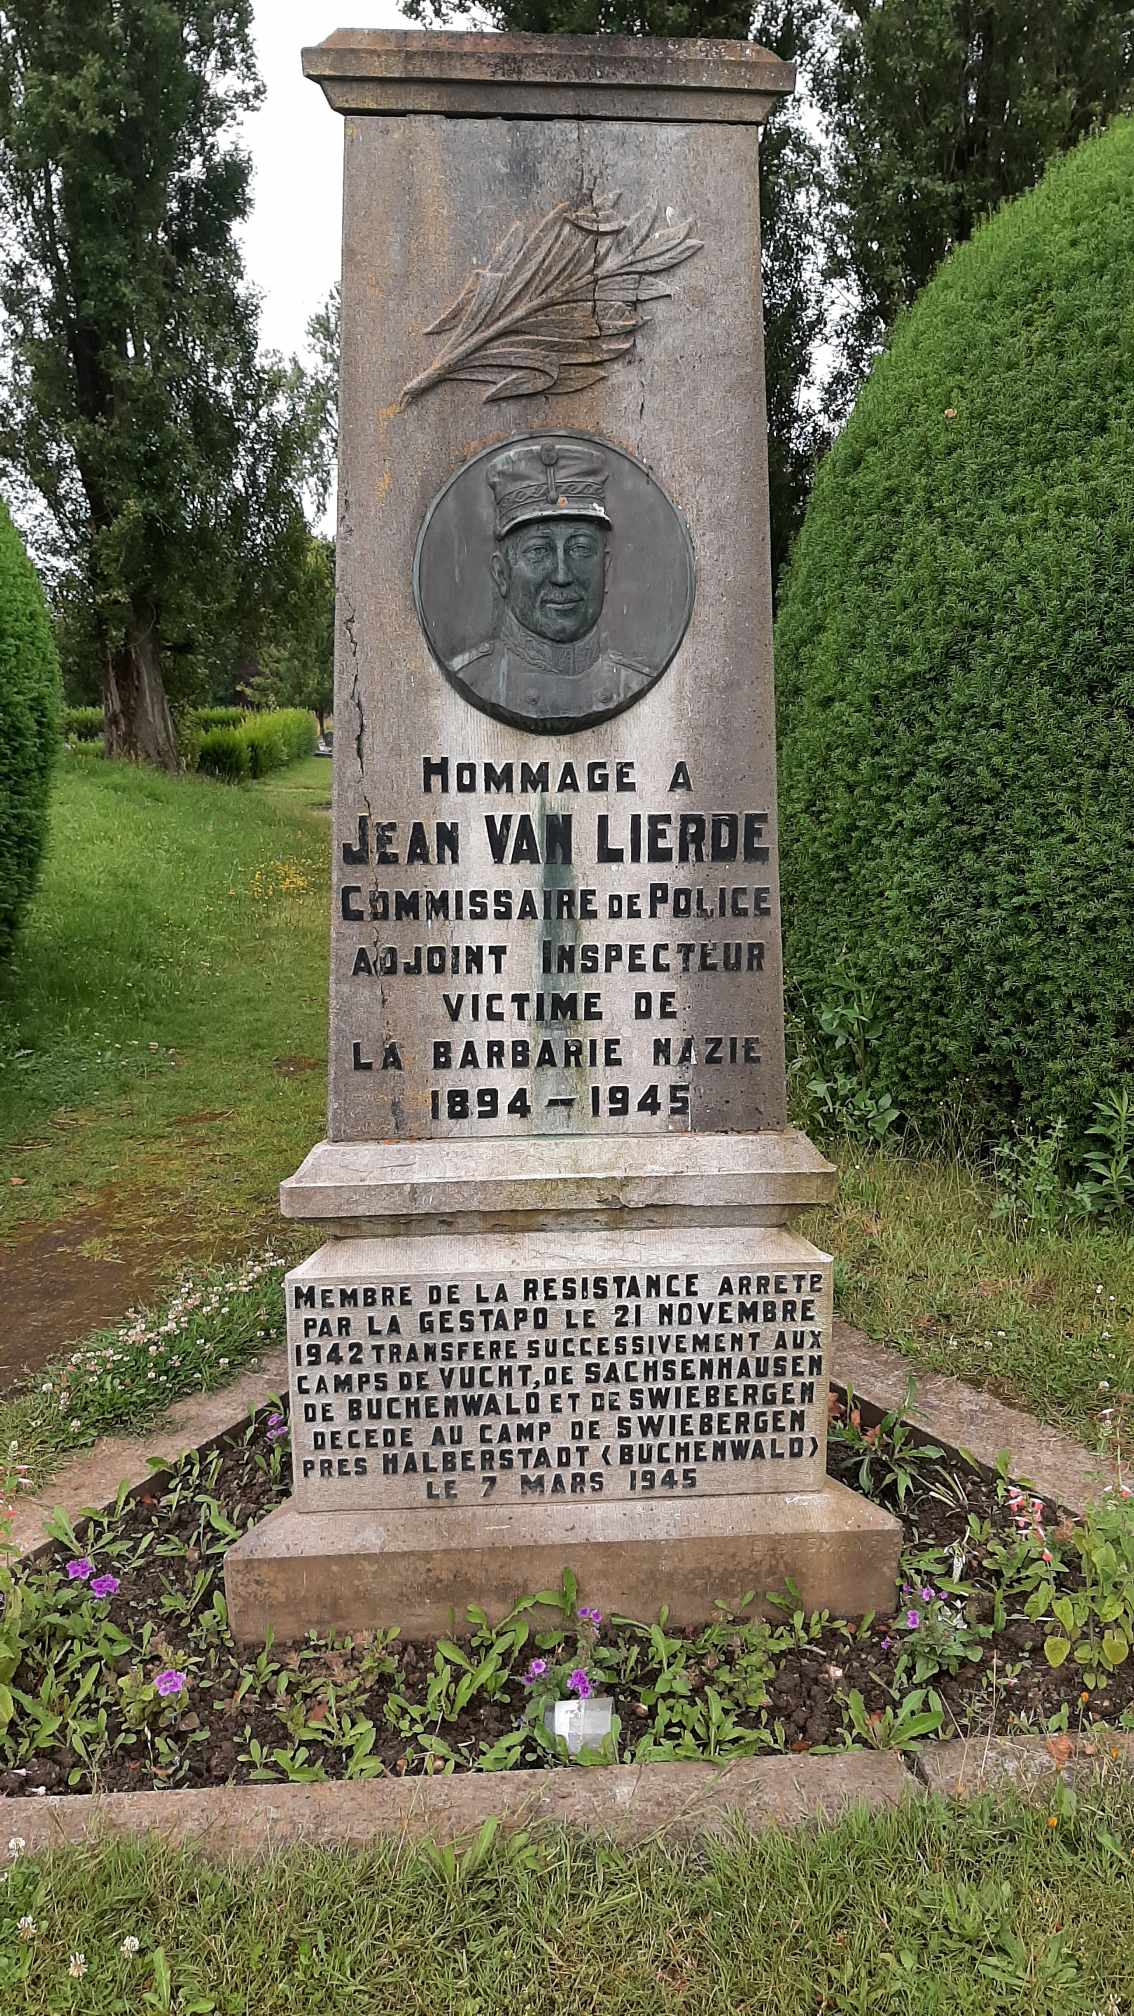 HOMMAGE A
JEAN VAN LIERDE
COMMISSAIRE DE POLICE
ADJOINT INSPECTEUR
VICTIME DE
LA BARBARIE NAZIE
1894-1945
MEMBRE DE LA RESISTANCE ARRETE
PAR LA GESTAPO LE 21 NOVEMBRE
1942 TRANSFERE SUCCESSIVEMENT AUX
CAMPS DE VUCHT, DE SACHSENHAUSEN
DE BUCHENWALD ET DE SWIEBERGEN
DECEDE AU CAMP DE SWIEBERGEN
PRES HALBERSTADT (BUCHENWALD)
LE 7 MARS 1945